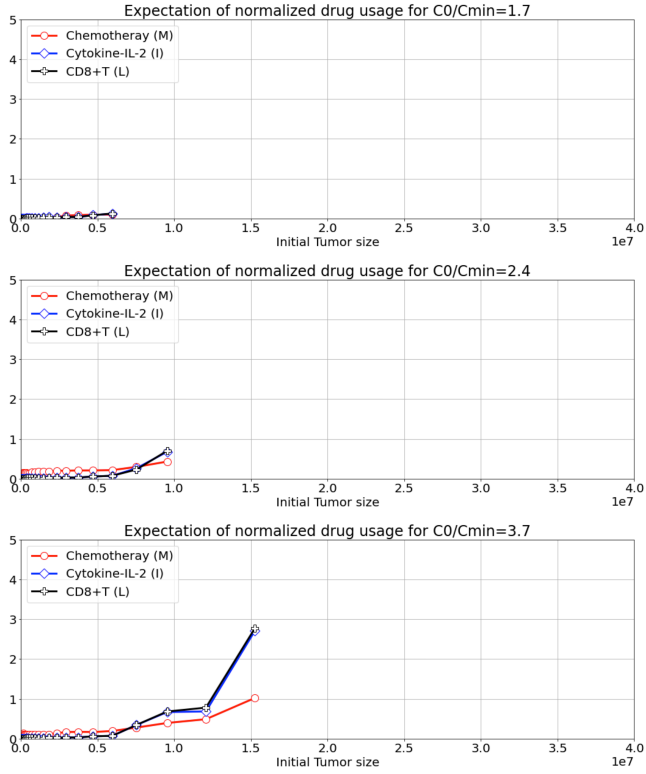 Expectation of normalized drug usage for C0/Cmin=1.7
5
Chemotheray (M)
4
Cytokine-IL-2 (I)
CD8+T (L)
3
2
1
0
0.0 0.5 1.0 1.5 2.0 2.5 3.0 3.5 4.0
Initial Tumor size 1e7
Expectation of normalized drug usage for C0/Cmin=2.4
5
Chemotheray (M)
4
Cytokine-IL-2 (I)
CD8+T (L)
3
2
1
0
0.0 0.5 1.0 1.5 2.0 2.5 3.0 3.5 4.0
Initial Tumor size 1e7
Expectation of normalized drug usage for C0/Cmin=3.7
5
Chemotheray (M)
4
Cytokine-IL-2 (I)
CD8+T (L)
3
2
1
0
0.0 0.5 1.0 1.5 2.0 2.5 3.0 3.5 4.0
Initial Tumor size 1e7